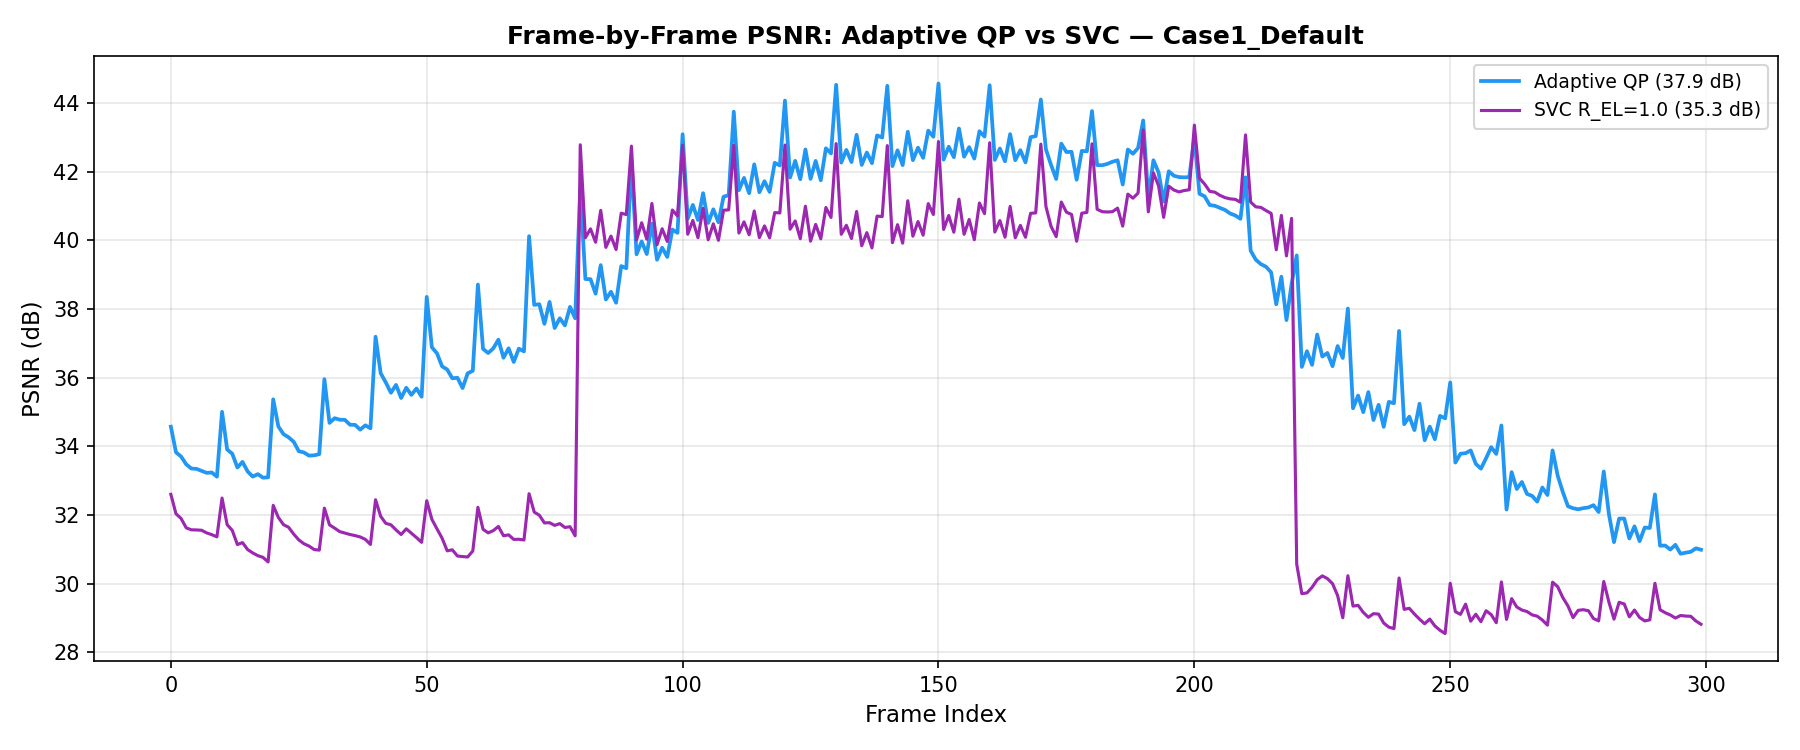 Frame-by-Frame PSNR: Adaptive QP vs SVC — Case1_Default
Adaptive QP (37.9 dB)
SVC R_EL=1.0 (35.3 dB)
PSNR (dB)
44
42
40
38
36
34
32
30
28
0 50 100 150 200 250 300
Frame Index